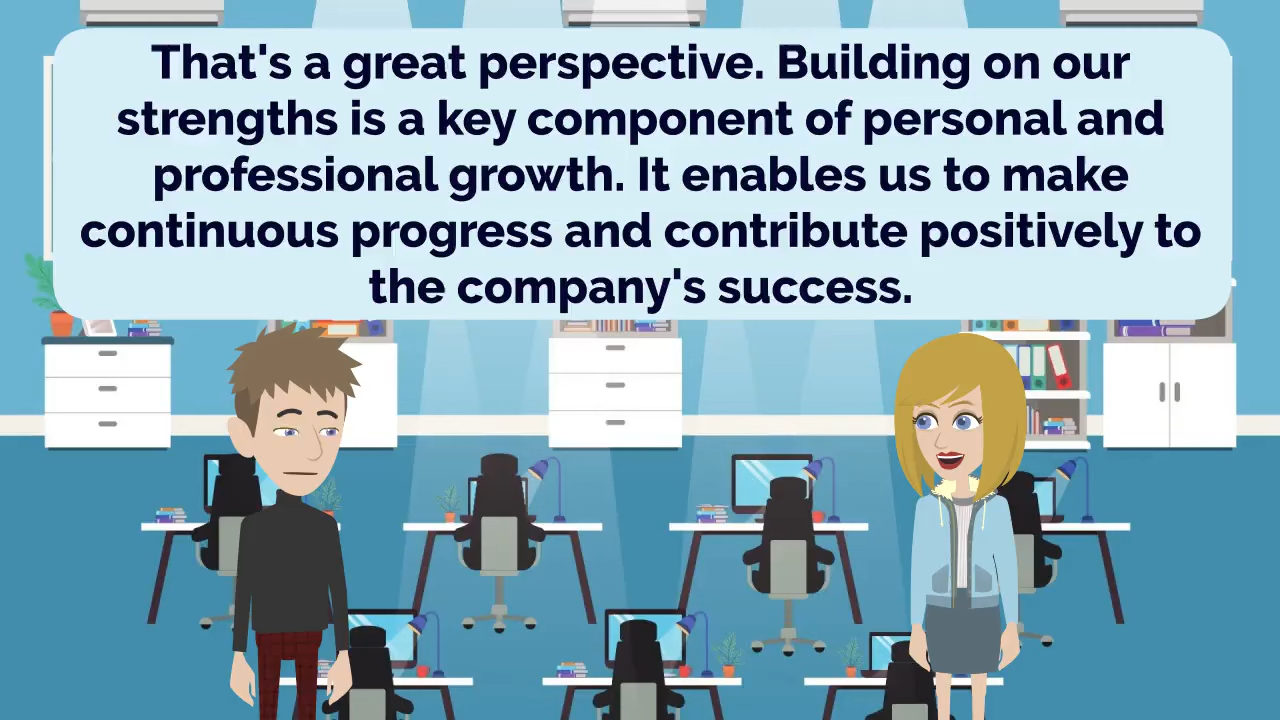 That's a great perspective. Building on our
strengths is a key component of personal and
professional growth. It enables us to make
continuous progress and contribute positively to
the company's success.